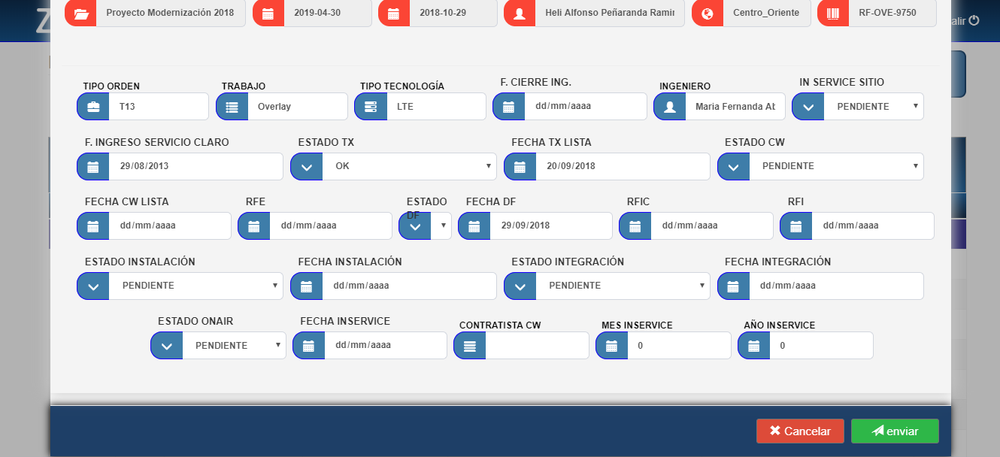 Z
Proyecto Modernización 2018 2019-04-30 2018-10-29 Heli Alfonso Peñaranda Ramir Centro_Oriente RF-OVE-9750
alir
TIPO ORDEN TRABAJO TIPO TECNOLOGÍA F. CIERRE ING. INGENIERO IN SERVICE SITIO
T13 Overlay LTE dd/mm/aaaa Maria Fernanda Ab PENDIENTE
F. INGRESO SERVICIO CLARO ESTADO TX FECHA TX LISTA ESTADO CW
29/08/2013 OK 20/09/2018 PENDIENTE
FECHA CW LISTA RFE ESTADO DF FECHA DF RFIC RFI
dd/mm/aaaa dd/mm/aaaa 29/09/2018 dd/mm/aaaa dd/mm/aaaa
ESTADO INSTALACIÓN FECHA INSTALACIÓN ESTADO INTEGRACIÓN FECHA INTEGRACIÓN
PENDIENTE dd/mm/aaaa PENDIENTE dd/mm/aaaa
ESTADO ONAIR FECHA INSERVICE CONTRATISTA CW MES INSERVICE AÑO INSERVICE
PENDIENTE dd/mm/aaaa 0 0
Cancelar enviar